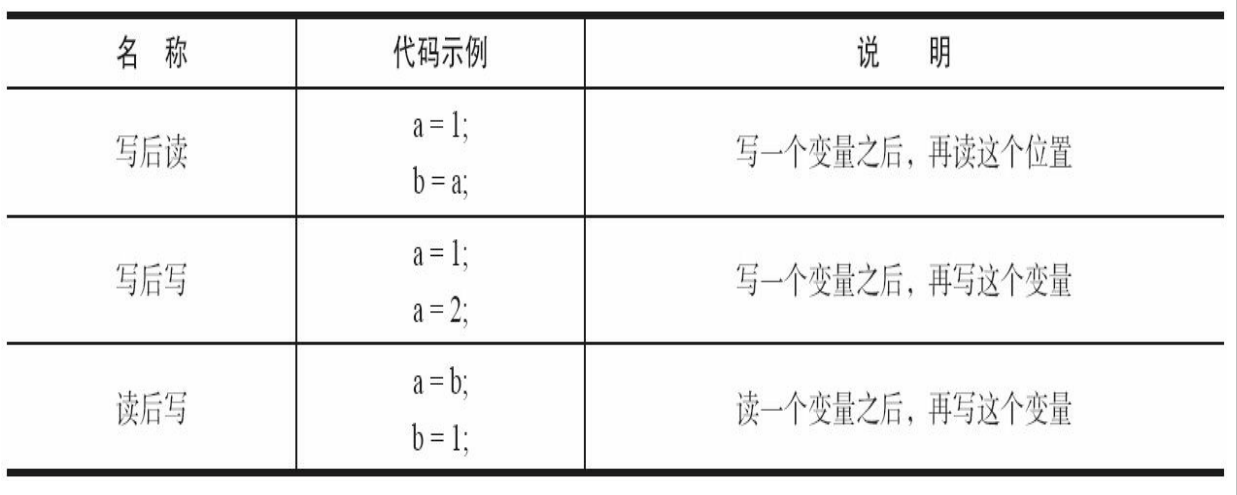 名 称 代码示例 说 明
a = 1;
写后读 写一个变量之后，再读这个位置
b = a;
a = 1;
写后写 写一个变量之后，再写这个变量
a = 2;
a = b;
读后写 读一个变量之后，再写这个变量
b = 1;